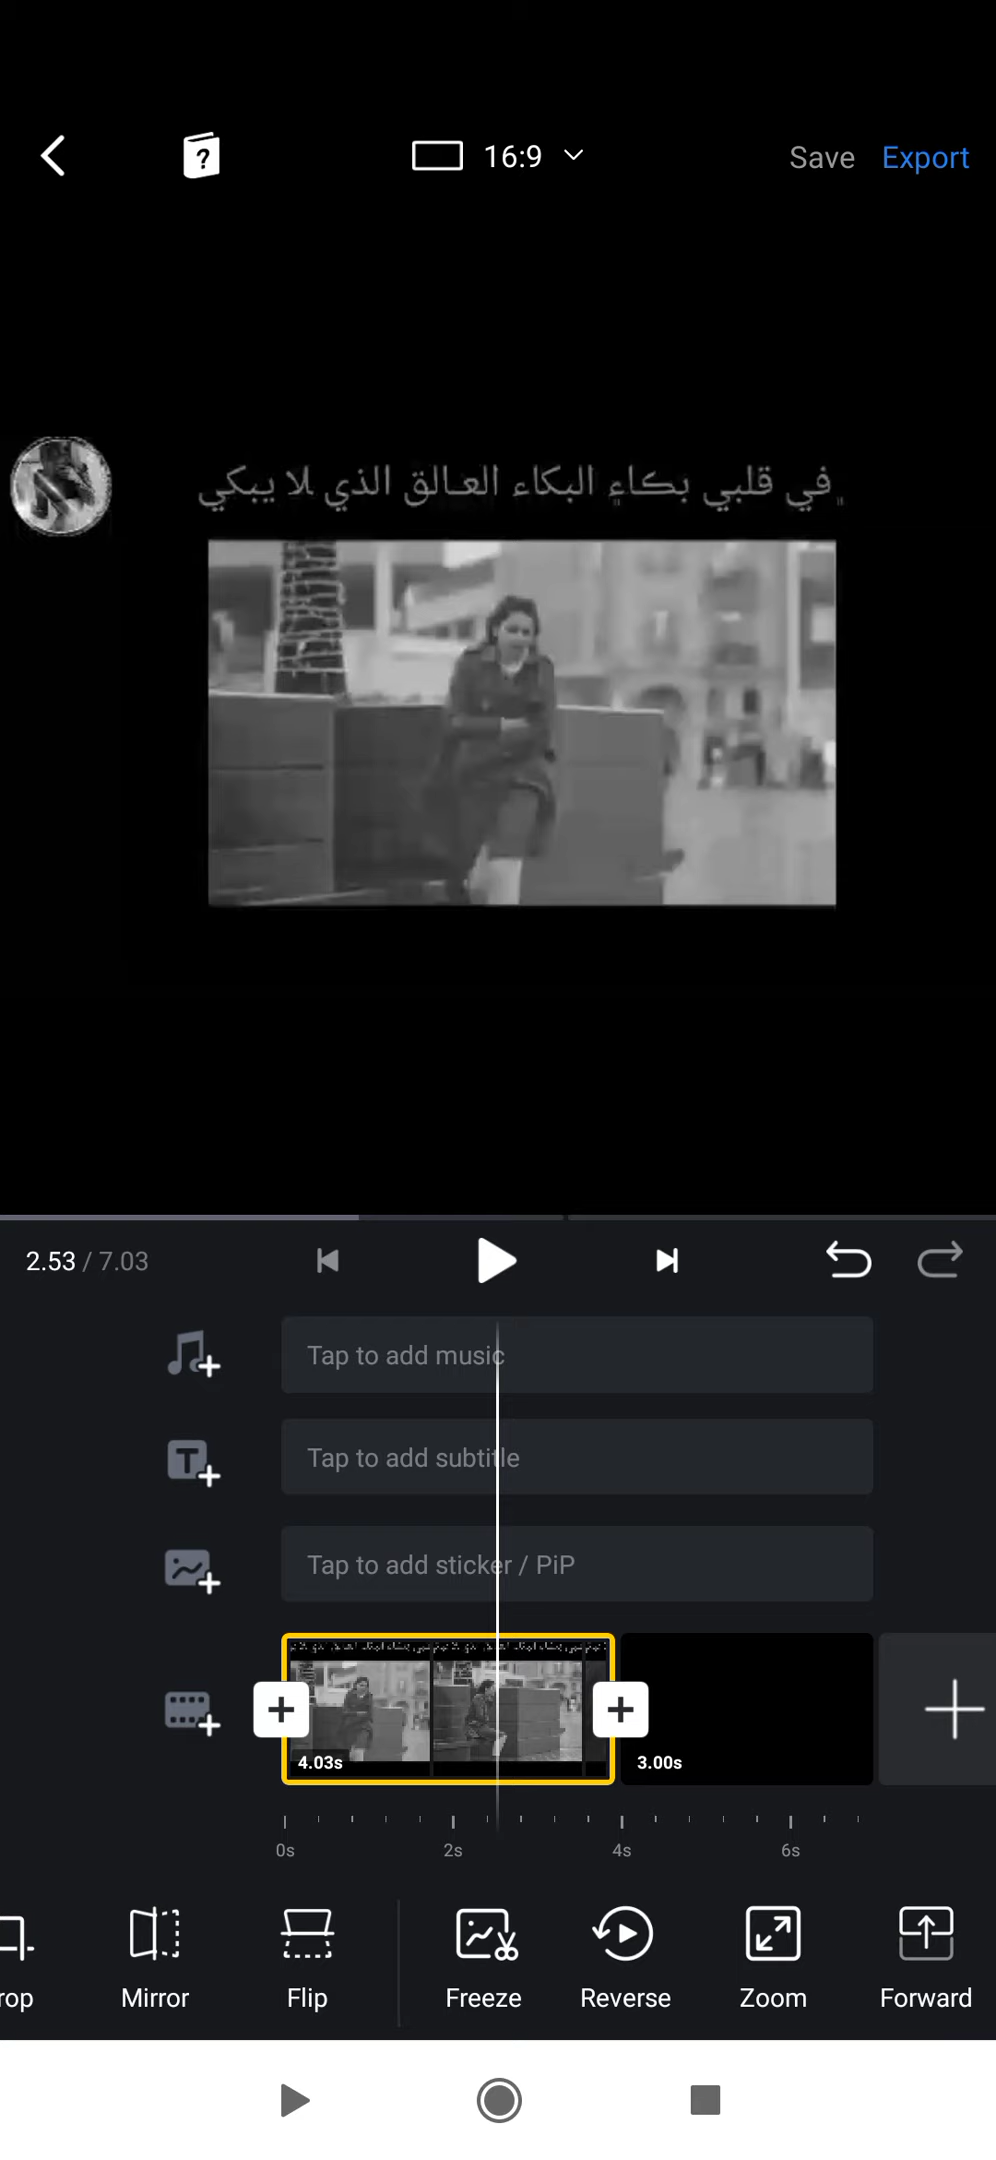 16:9
Save
Export
في قلبي بكاءٍ البكاء العالق الذي لا يبكي
2.53 / 7.03
Tap to add music
Tap to add subtitle
Tap to add sticker / PiP
4.03s
3.00s
0s
2s
4s
6s
rop
Mirror
Flip
Freeze
Reverse
Zoom
Forward